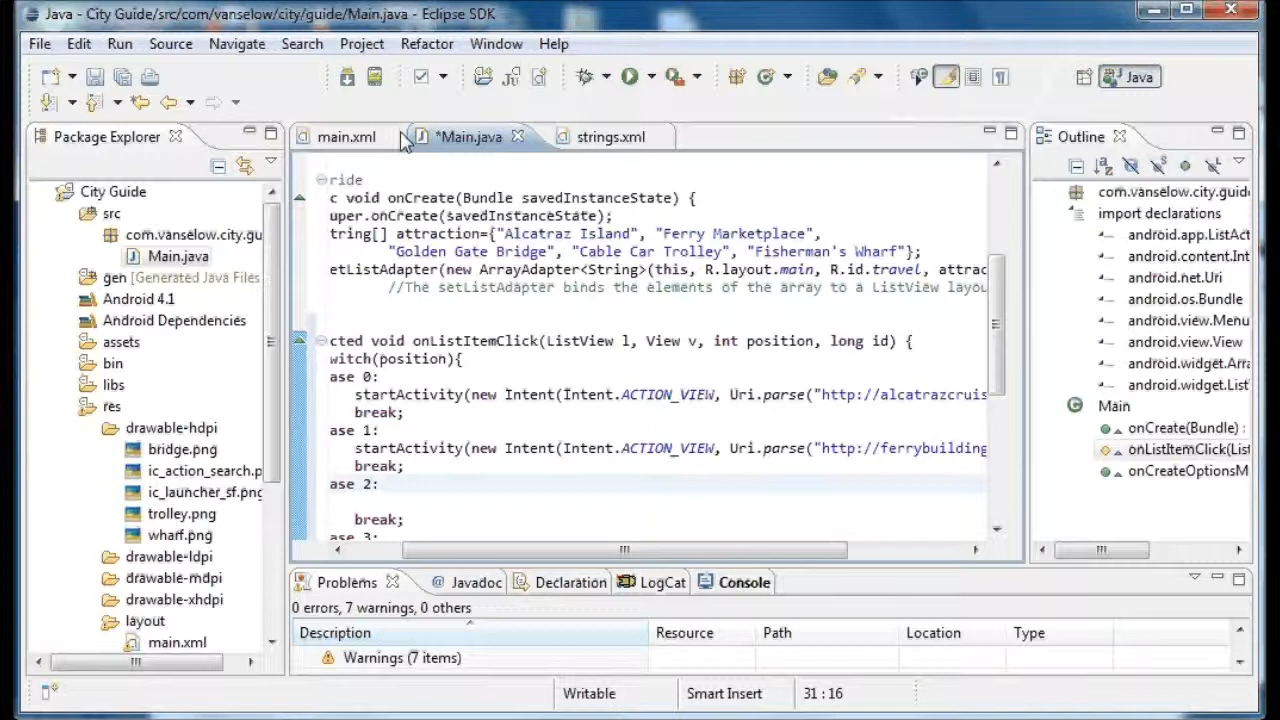 Java - City Guide/src/com/vanselow/city/guide/Main.java - Eclipse SDK
File Edit Run Source Navigate Search Project Refactor Window Help
Java
Package Explorer
City Guide
src
com.vanselow.city.gu
Main.java
gen [Generated Java Files
Android 4.1
Android Dependencies
assets
bin
libs
res
drawable-hdpi
bridge.png
ic_action_search.p
ic_launcher_sf.png
trolley.png
wharf.png
drawable-ldpi
drawable-mdpi
drawable-xhdpi
layout
main.xml
main.xml *Main.java strings.xml
ride
c void onCreate(Bundle savedInstanceState) {
uper.onCreate(savedInstanceState);
tring[] attraction={"Alcatraz Island", "Ferry Marketplace",
"Golden Gate Bridge", "Cable Car Trolley", "Fisherman's Wharf"};
etListAdapter(new ArrayAdapter<String>(this, R.layout.main, R.id.travel, attrac
//The setListAdapter binds the elements of the array to a ListView layou
cted void onListItemClick(ListView l, View v, int position, long id) {
witch(position){
ase 0:
startActivity(new Intent(Intent.ACTION_VIEW, Uri.parse("http://alcatrazcruis
break;
ase 1:
startActivity(new Intent(Intent.ACTION_VIEW, Uri.parse("http://ferrybuilding
break;
ase 2:
break;
ase 3:
Outline
com.vanselow.city.guide
import declarations
android.app.ListAct
android.content.Int
android.net.Uri
android.os.Bundle
android.view.Menu
android.view.View
android.widget.Arra
android.widget.List
Main
onCreate(Bundle) :
onListItemClick(List
onCreateOptionsM
Problems Javadoc Declaration LogCat Console
0 errors, 7 warnings, 0 others
Description Resource Path Location Type
Warnings (7 items)
Writable Smart Insert 31 : 16